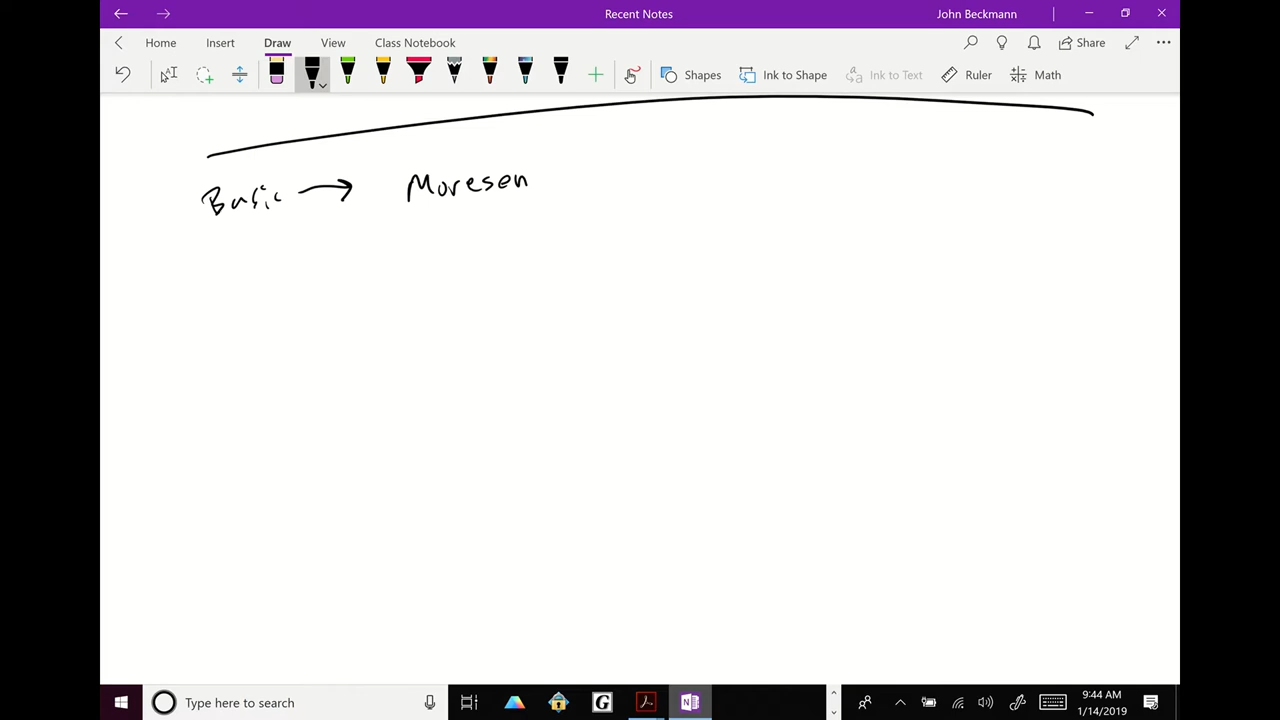 Recent Notes
John Beckmann
Home Insert Draw View Class Notebook
Share
Shapes Ink to Shape Ink to Text Ruler Math
Basic → Moresen
Type here to search
G
N
9:44 AM
1/14/2019